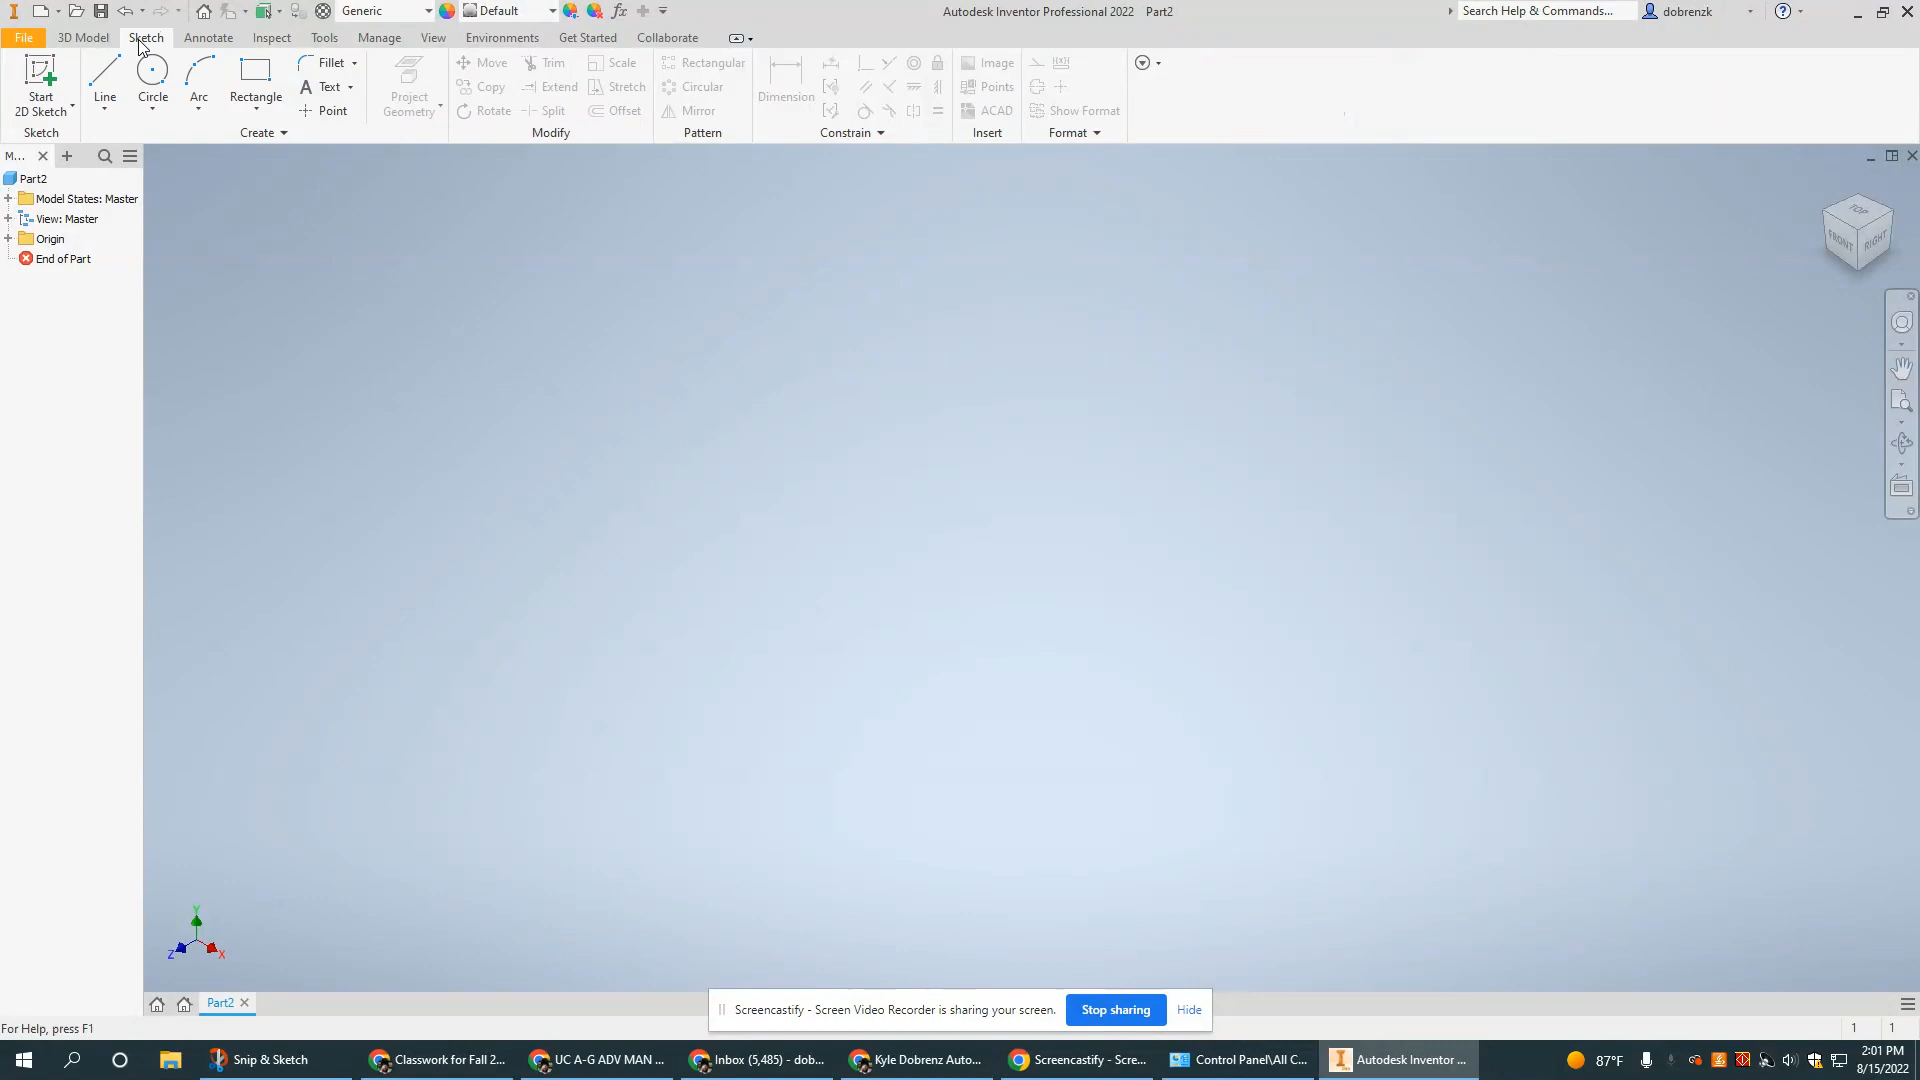 Generic Default Autodesk Inventor Professional 2022 Part2 Search Help & Commands... dobrenzk
File 3D Model Sketch Annotate Inspect Tools Manage View Environments Get Started Collaborate
Start
2D Sketch
Line
Circle
Arc
Rectangle
Fillet
Text
Point
Project
Geometry
Move
Copy
Rotate
Trim
Extend
Split
Scale
Stretch
Offset
Rectangular
Circular
Mirror
Dimension
Image
Points
ACAD
Show Format
Sketch Create Modify Pattern Constrain Insert Format
M...
Part2
Model States: Master
View: Master
Origin
End of Part
TOP
FRONT
RIGHT
Y
Z
X
Screencastify - Screen Video Recorder is sharing your screen. Stop sharing Hide
Part2
For Help, press F1 1 1
Snip & Sketch Classwork for Fall 2... UC A-G ADV MAN ... Inbox (5,485) - dob... Kyle Dobrenz Auto... Screencastify - Scre... Control Panel\All C... Autodesk Inventor ... 87°F
2:01 PM
8/15/2022